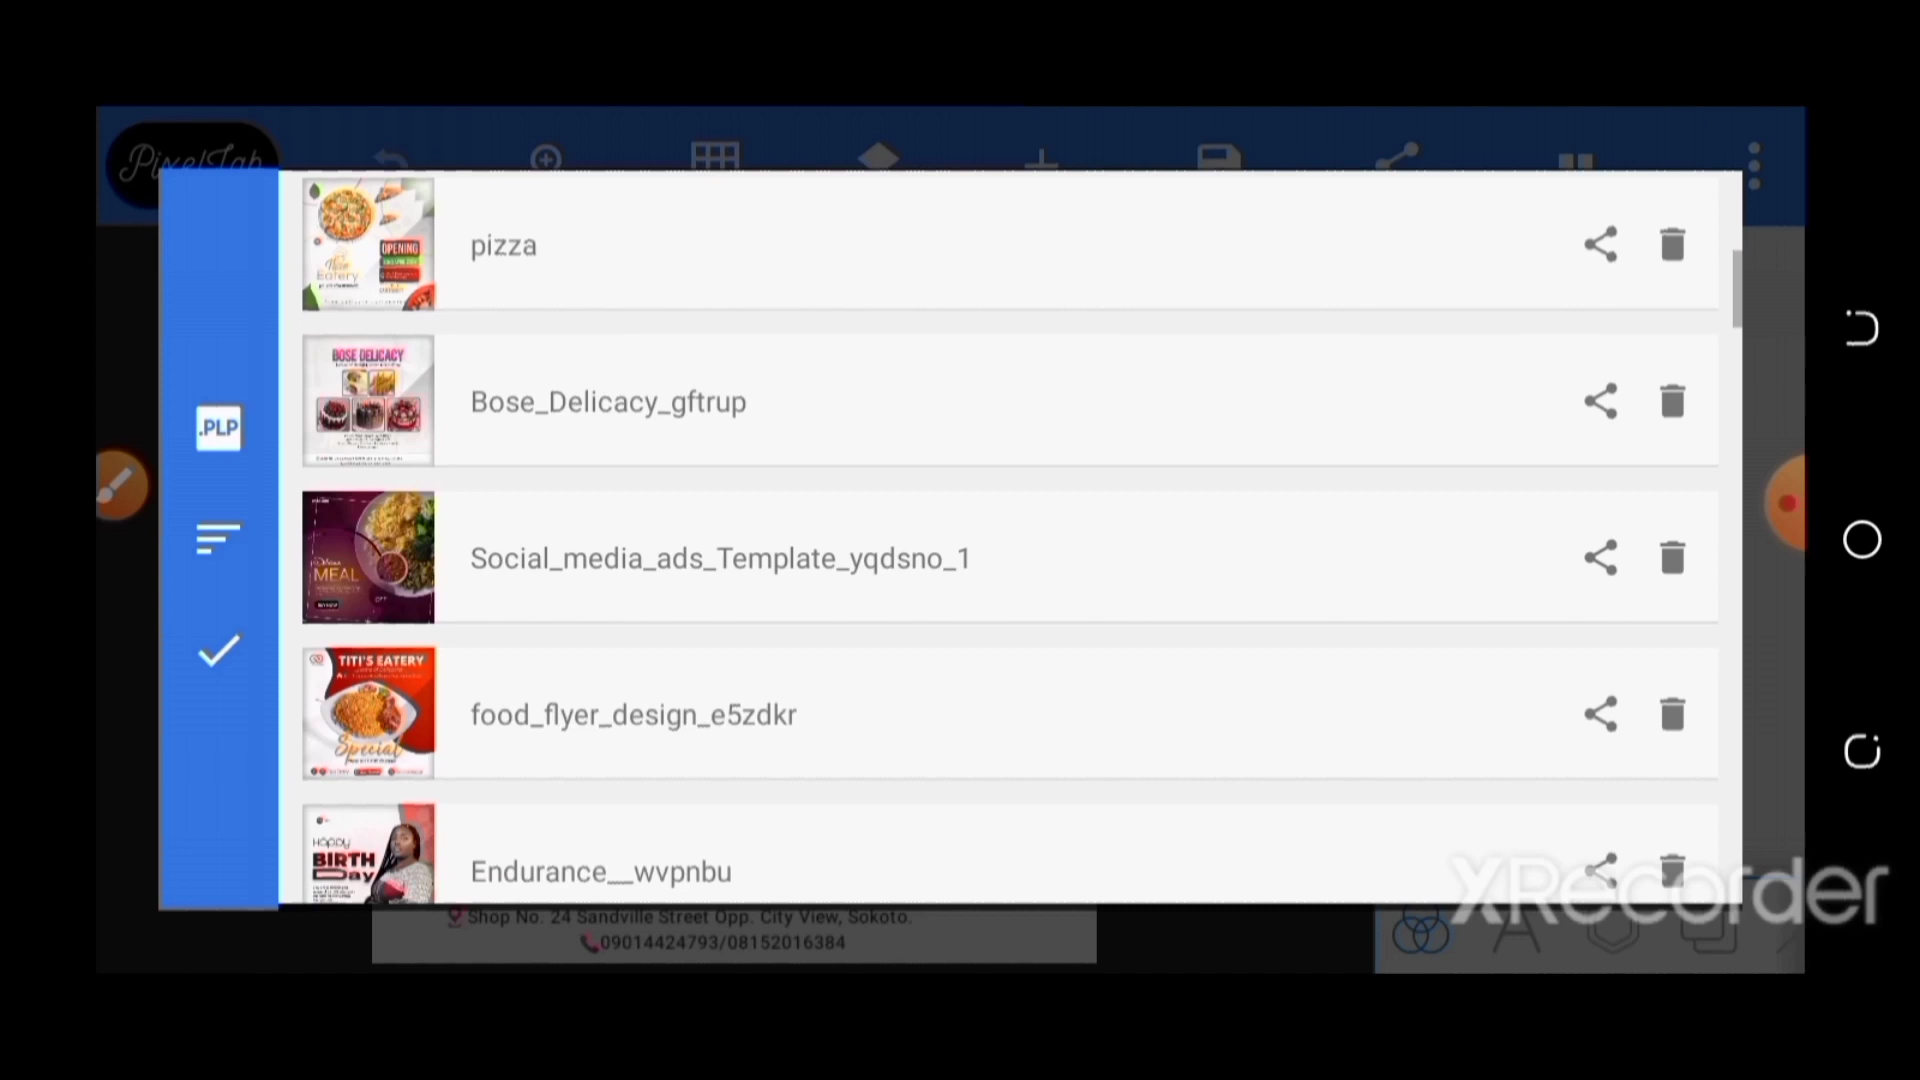 PixelLab
pizza
OPENING
Eatery
.PLP
BOSE DELICACY
Bose_Delicacy_gftrup
MEAL
Social_media_ads_Template_yqdsno_1
TITI'S EATERY
Special
food_flyer_design_e5zdkr
Happy
BIRTH
Day
Endurance__wvpnbu
XRecorder
Shop No. 24 Sandville Street Opp. City View, Sokoto.
09014424793/08152016384